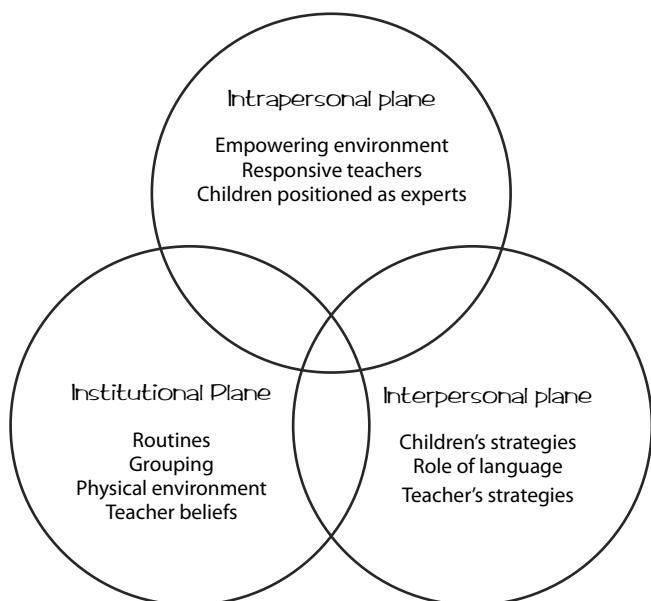 Intrapersonal plane
Empowering environment
Responsive teachers
Children positioned as experts
Institutional Plane
Routines
Grouping
Physical environment
Teacher beliefs
Interpersonal plane
Children’s strategies
Role of language
Teacher’s strategies